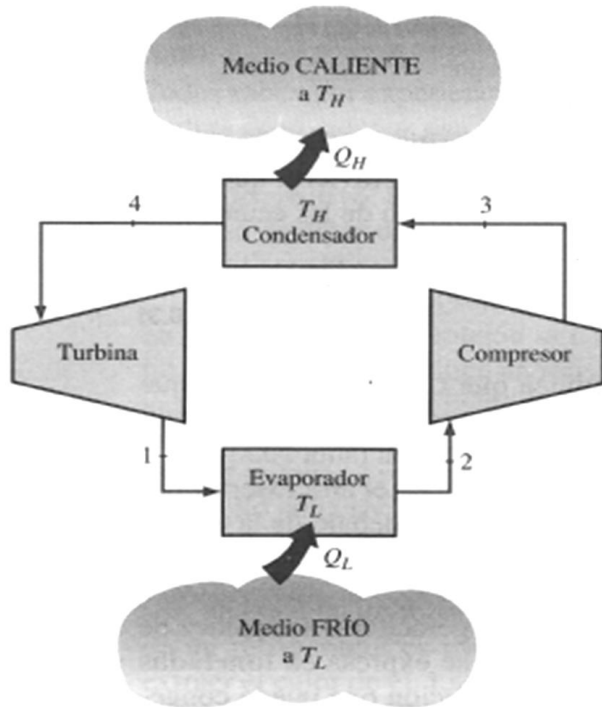 Medio CALIENTE
a T_H
Q_H
4
T_H
Condensador
3
Turbina
Compresor
1
Evaporador
T_L
2
Q_L
Medio FRÍO
a T_L